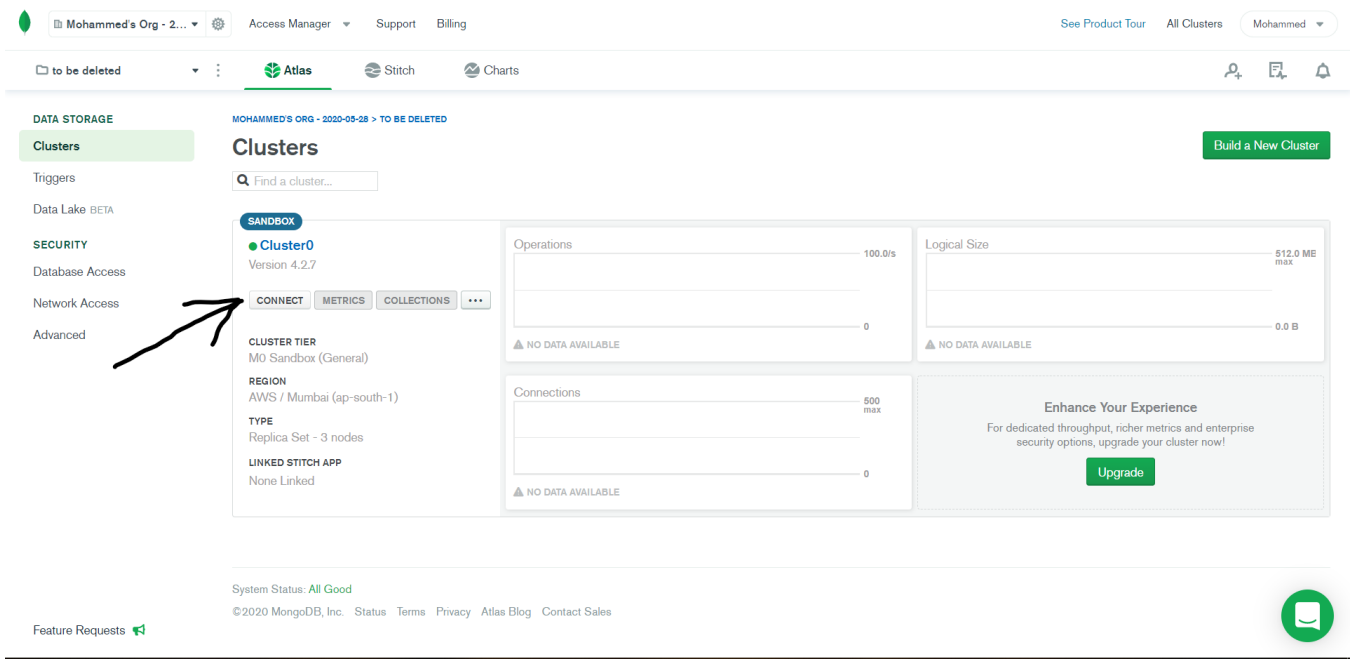 Mohammed's Org - 2... Access Manager Support Billing See Product Tour All Clusters Mohammed
to be deleted Atlas Stitch Charts
DATA STORAGE
Clusters
Triggers
Data Lake BETA
SECURITY
Database Access
Network Access
Advanced
Feature Requests
MOHAMMED'S ORG - 2020-05-28 > TO BE DELETED
Clusters
Build a New Cluster
Find a cluster...
SANDBOX
Cluster0
Version 4.2.7
CONNECT METRICS COLLECTIONS ...
CLUSTER TIER
M0 Sandbox (General)
REGION
AWS / Mumbai (ap-south-1)
TYPE
Replica Set - 3 nodes
LINKED STITCH APP
None Linked
Operations
100.0/s
0
NO DATA AVAILABLE
Logical Size
512.0 MB
max
0.0 B
NO DATA AVAILABLE
Connections
500
max
0
NO DATA AVAILABLE
Enhance Your Experience
For dedicated throughput, richer metrics and enterprise
security options, upgrade your cluster now!
Upgrade
System Status: All Good
©2020 MongoDB, Inc. Status Terms Privacy Atlas Blog Contact Sales